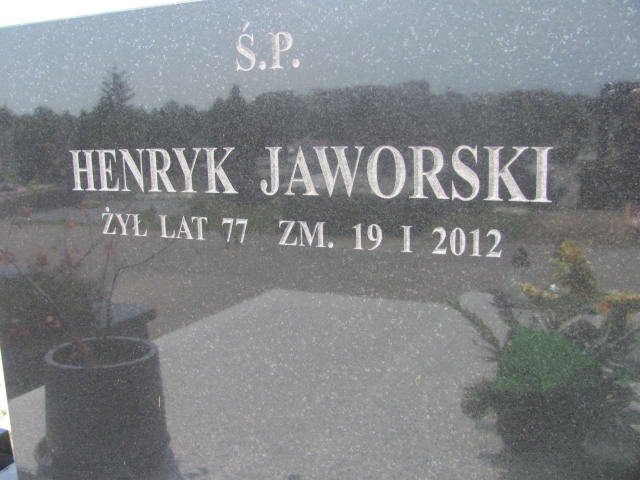 Ś.P.
HENRYK JAWORSKI
ŻYŁ LAT 77 ZM. 19 I 2012